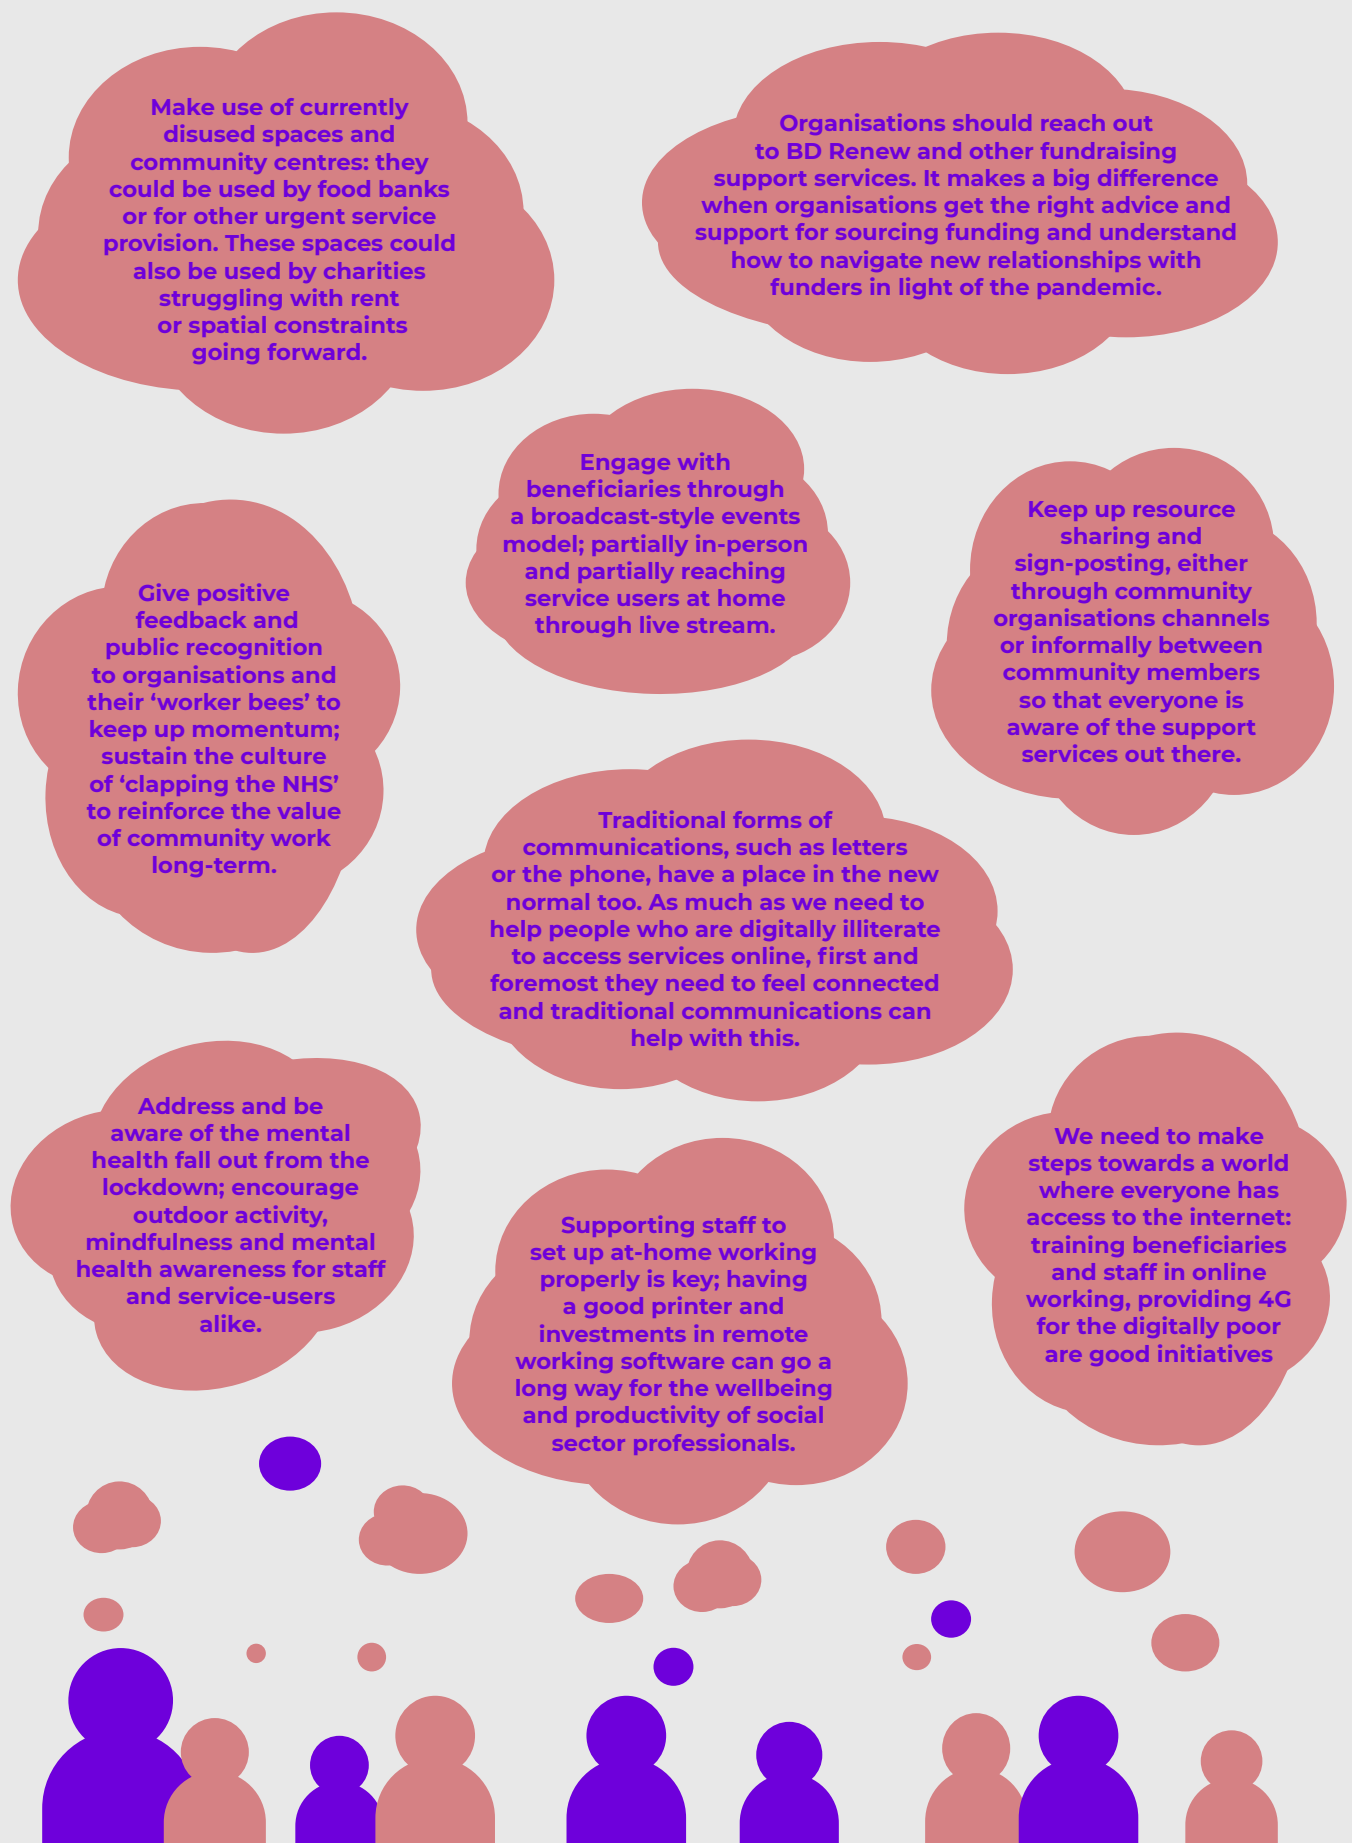 Make use of currently
disused spaces and
community centres: they
could be used by food banks
or for other urgent service
provision. These spaces could
also be used by charities
struggling with rent
or spatial constraints
going forward.
Organisations should reach out
to BD Renew and other fundraising
support services. It makes a big difference
when organisations get the right advice and
support for sourcing funding and understand
how to navigate new relationships with
funders in light of the pandemic.
Engage with
beneficiaries through
a broadcast-style events
model; partially in-person
and partially reaching
service users at home
through live stream.
Keep up resource
sharing and
sign-posting, either
through community
organisations channels
or informally between
community members
so that everyone is
aware of the support
services out there.
Give positive
feedback and
public recognition
to organisations and
their ‘worker bees’ to
keep up momentum;
sustain the culture
of ‘clapping the NHS’
to reinforce the value
of community work
long-term.
Traditional forms of
communications, such as letters
or the phone, have a place in the new
normal too. As much as we need to
help people who are digitally illiterate
to access services online, first and
foremost they need to feel connected
and traditional communications can
help with this.
Address and be
aware of the mental
health fall out from the
lockdown; encourage
outdoor activity,
mindfulness and mental
health awareness for staff
and service-users
alike.
Supporting staff to
set up at-home working
properly is key; having
a good printer and
investments in remote
working software can go a
long way for the wellbeing
and productivity of social
sector professionals.
We need to make
steps towards a world
where everyone has
access to the internet:
training beneficiaries
and staff in online
working, providing 4G
for the digitally poor
are good initiatives